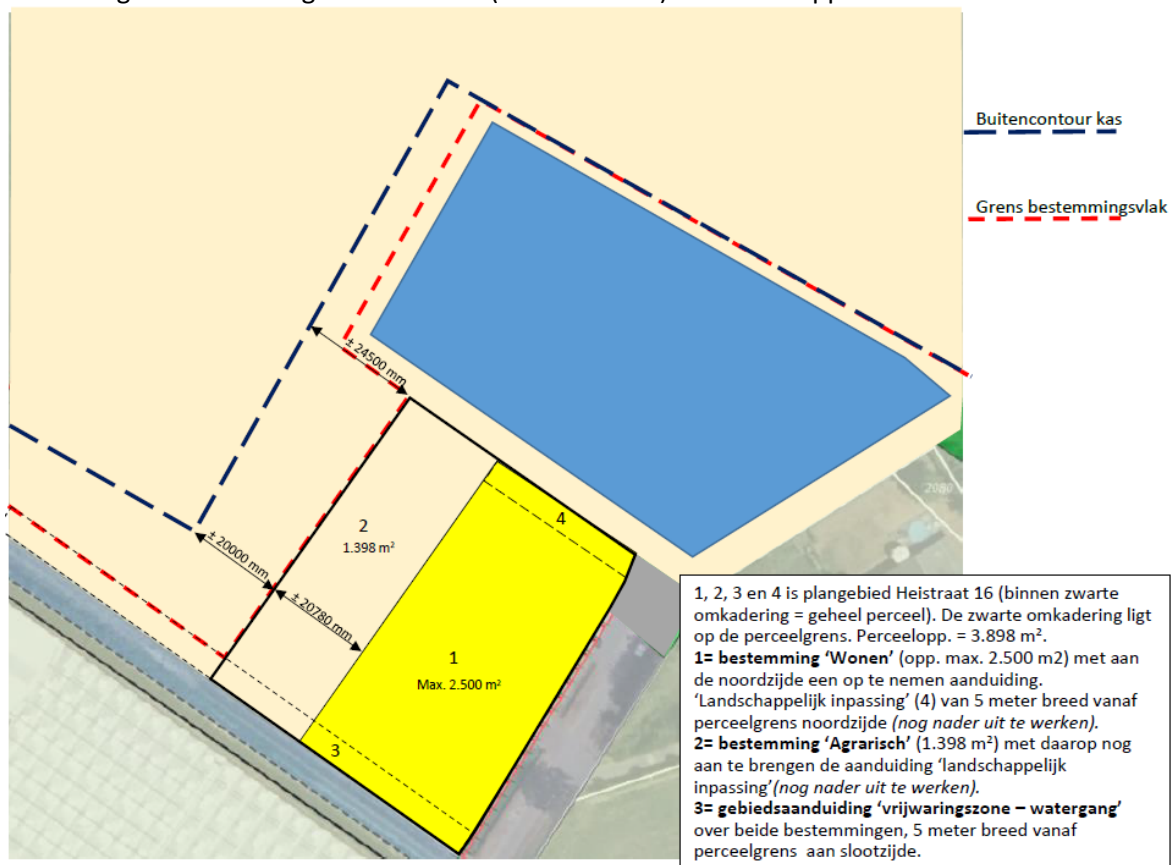 Buitencontour kas
Grens bestemmingsvlak
± 24500 mm
2080
4
2
1.398 m²
± 20000 mm
± 20780 mm
1
Max. 2.500 m²
3
1, 2, 3 en 4 is plangebied Heistraat 16 (binnen zwarte
omkadering = geheel perceel). De zwarte omkadering ligt
op de perceelgrens. Perceelopp. = 3.898 m².
1= bestemming ‘Wonen’ (opp. max. 2.500 m2) met aan
de noordzijde een op te nemen aanduiding.
‘Landschappelijk inpassing’ (4) van 5 meter breed vanaf
perceelgrens noordzijde (nog nader uit te werken).
2= bestemming ‘Agrarisch’ (1.398 m²) met daarop nog
aan te brengen de aanduiding ‘landschappelijk
inpassing’(nog nader uit te werken).
3= gebiedsaanduiding ‘vrijwaringszone – watergang’
over beide bestemmingen, 5 meter breed vanaf
perceelgrens aan slootzijde.